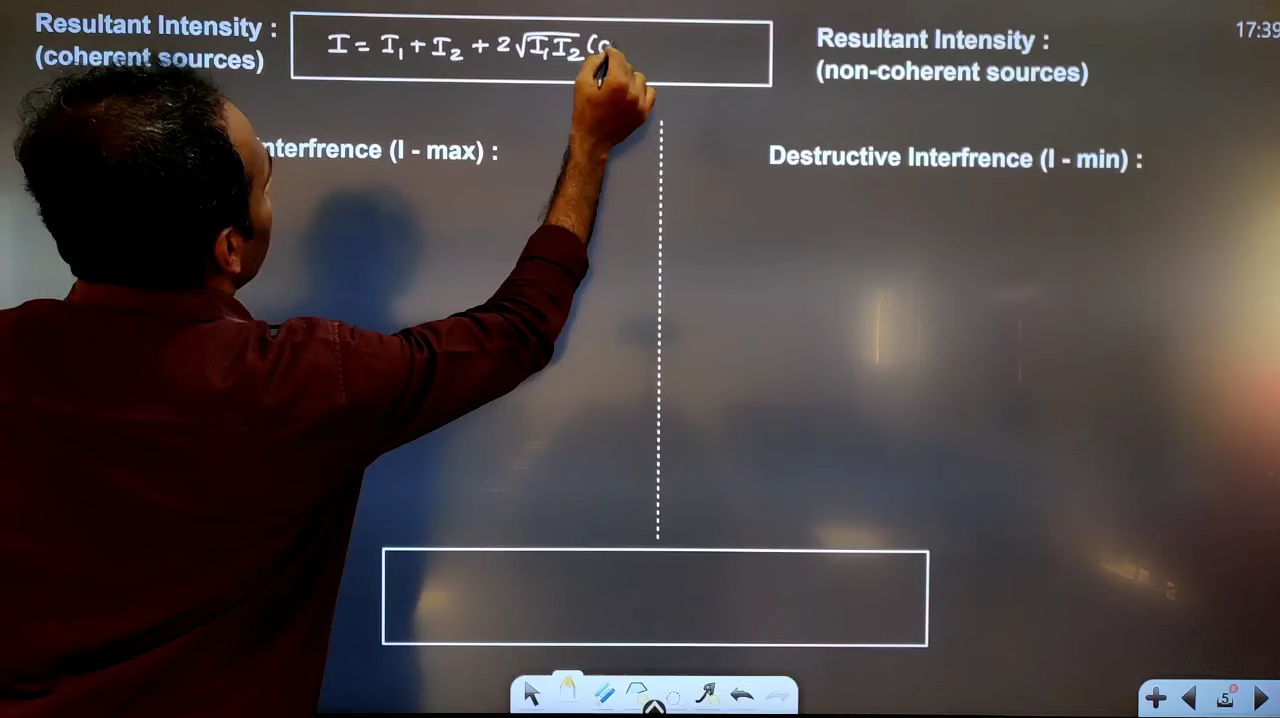 Resultant Intensity :
(coherent sources)
I = I₁ + I₂ + 2√I₁I₂
Resultant Intensity :
(non-coherent sources)
17:39
nterfrence (I - max) :
Destructive Interfrence (I - min) :
5